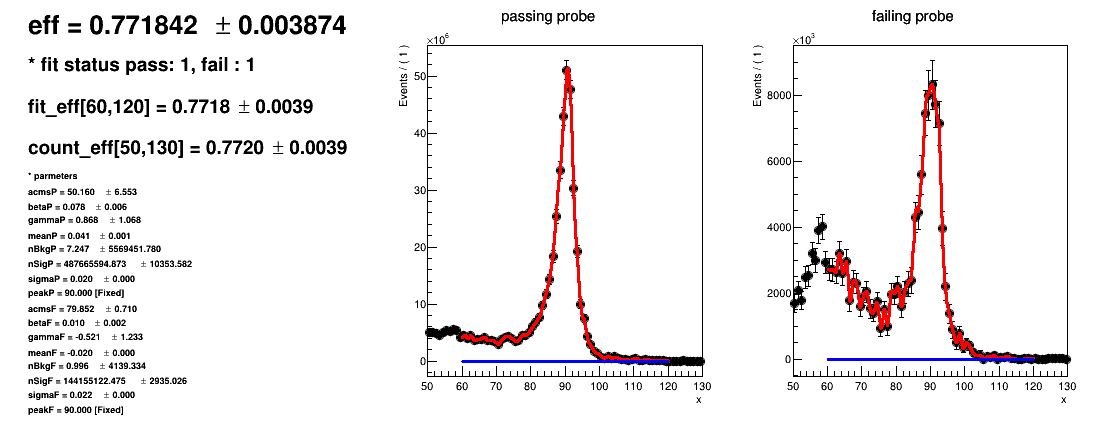 eff = 0.771842 ± 0.003874
* fit status pass: 1, fail : 1
fit_eff[60,120] = 0.7718 ± 0.0039
count_eff[50,130] = 0.7720 ± 0.0039
* parmeters
acmsP = 50.160 ± 6.553
betaP = 0.078 ± 0.006
gammaP = 0.868 ± 1.068
meanP = 0.041 ± 0.001
nBkgP = 7.247 ± 5569451.780
nSigP = 487665594.873 ± 10353.582
sigmaP = 0.020 ± 0.000
peakP = 90.000 [Fixed]
acmsF = 79.852 ± 0.710
betaF = 0.010 ± 0.002
gammaF = -0.521 ± 1.233
meanF = -0.020 ± 0.000
nBkgF = 0.996 ± 4139.334
nSigF = 144155122.475 ± 2935.026
sigmaF = 0.022 ± 0.000
peakF = 90.000 [Fixed]
passing probe
×10⁶
Events / ( 1 )
50
40
30
20
10
0
50 60 70 80 90 100 110 120 130
x
failing probe
×10³
Events / ( 1 )
8000
6000
4000
2000
0
50 60 70 80 90 100 110 120 130
x